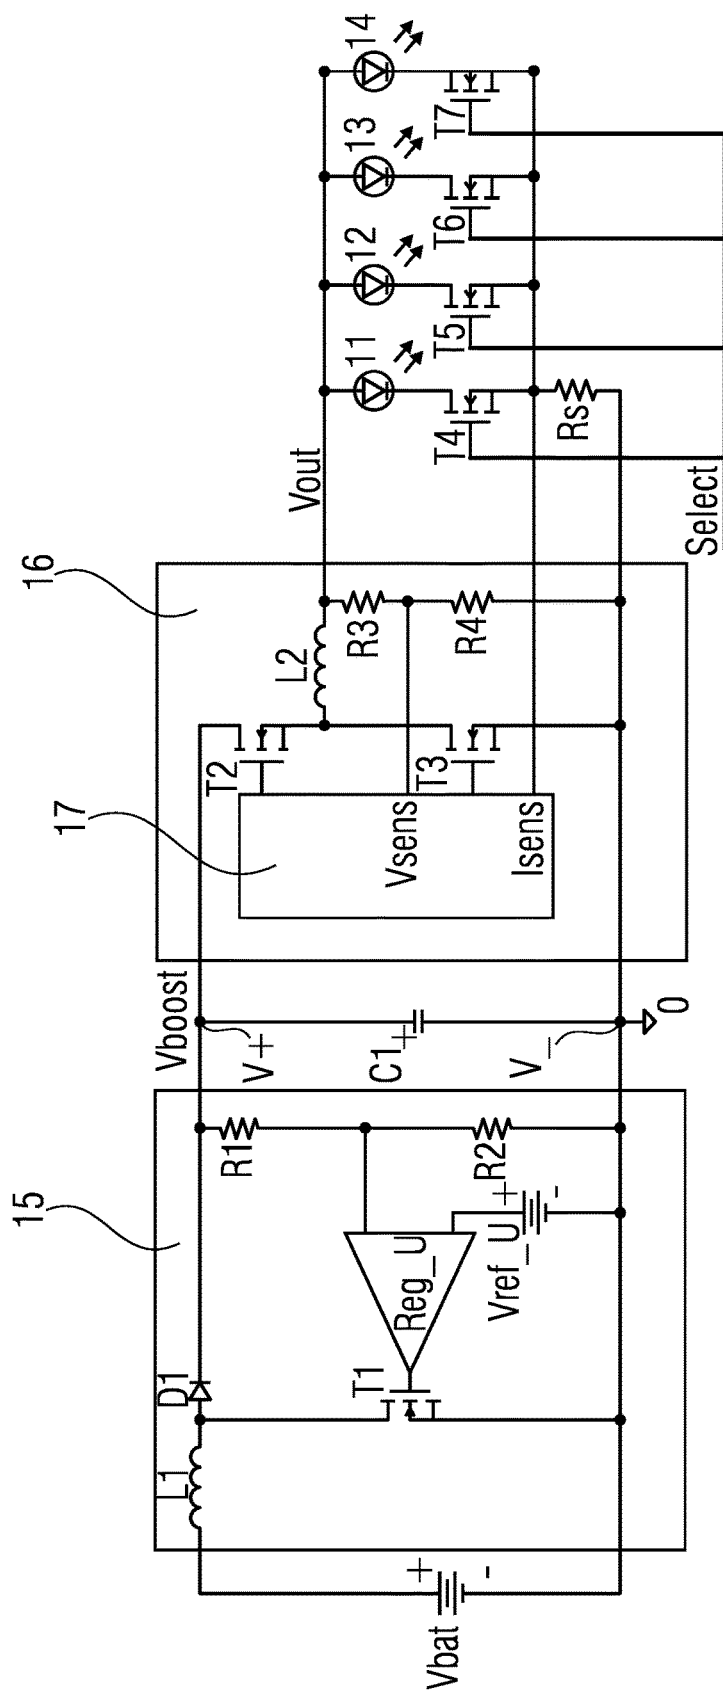 15
16
17
14
13
12
11
L1
D1
Vboost
V+
T2
L2
Vout
R1
T1
Reg_U
C1
+
Vsens
R3
T3
R4
T4
T5
T6
T7
Vbat
+
-
Vref_U
+
-
R2
V_
Isens
Rs
0
Select